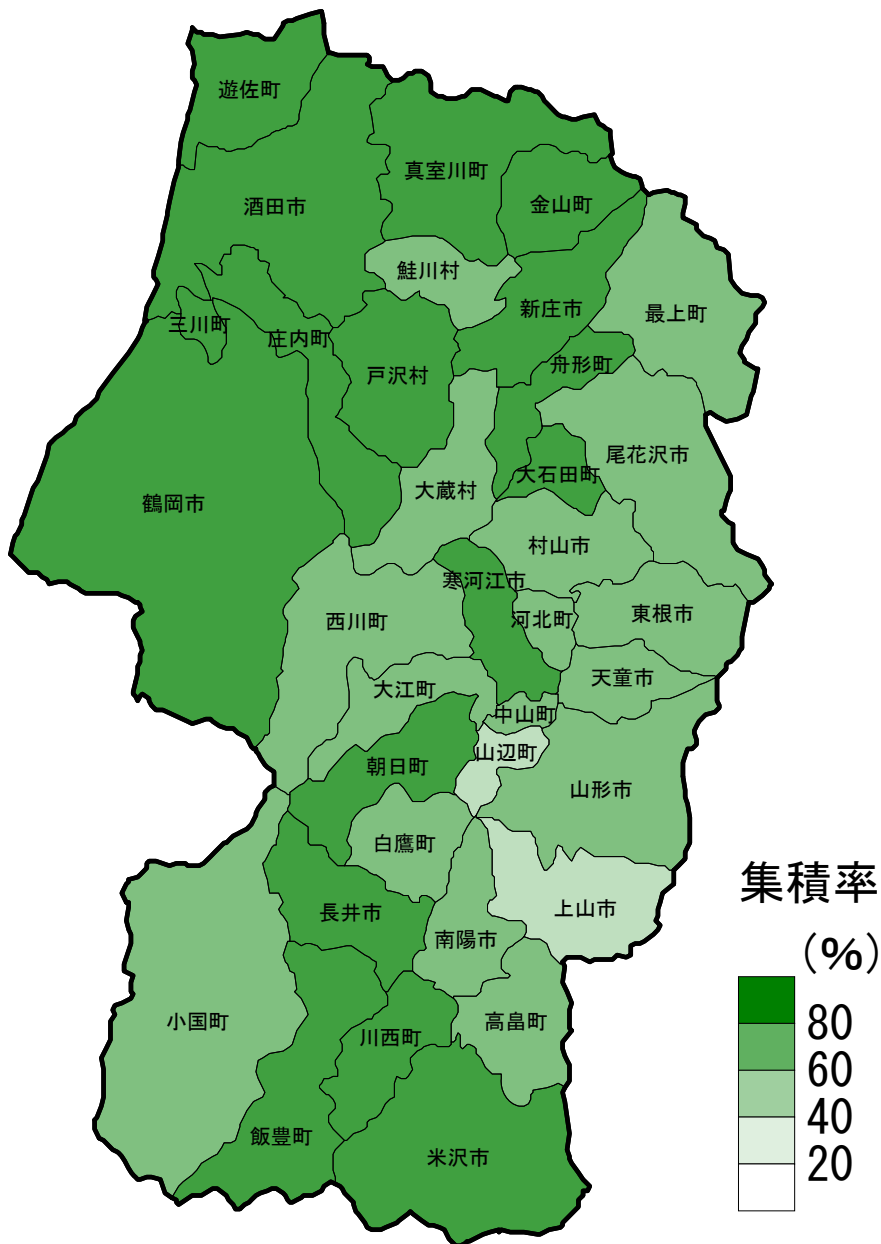 遊佐町
真室川町
金山町
酒田市
鮭川村
新庄市
最上町
三川町
庄内町
舟形町
戸沢村
尾花沢市
大石田町
大蔵村
鶴岡市
村山市
寒河江市
東根市
河北町
西川町
天童市
大江町
中山町
山辺町
朝日町
山形市
白鷹町
上山市
長井市
南陽市
小国町
高畠町
川西町
飯豊町
米沢市
集積率
(%)
80
60
40
20